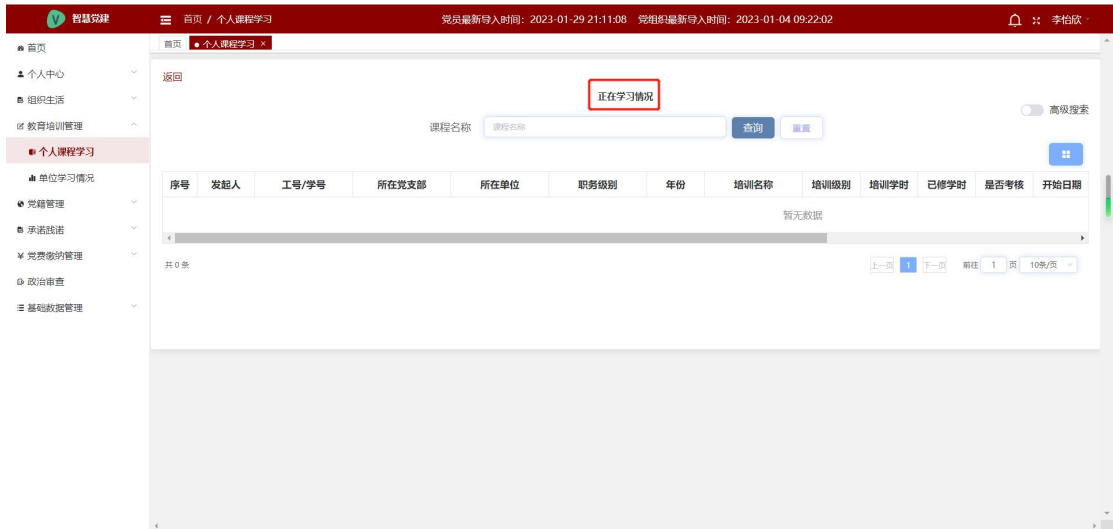 V 智慧党建
首页 / 个人课程学习 党员最新导入时间：2023-01-29 21:11:08 党组织最新导入时间：2023-01-04 09:22:02 李怡欣
首页 个人课程学习 ×
首页
个人中心
组织生活
教育培训管理
个人课程学习
单位学习情况
党籍管理
承诺践诺
党费缴纳管理
政治审查
基础数据管理
返回
正在学习情况
高级搜索
课程名称 课程名称 查询 重置
序号 发起人 工号/学号 所在党支部 所在单位 职务级别 年份 培训名称 培训级别 培训学时 已修学时 是否考核 开始日期
暂无数据
共 0 条 上一页 1 下一页 前往 1 页 10条/页